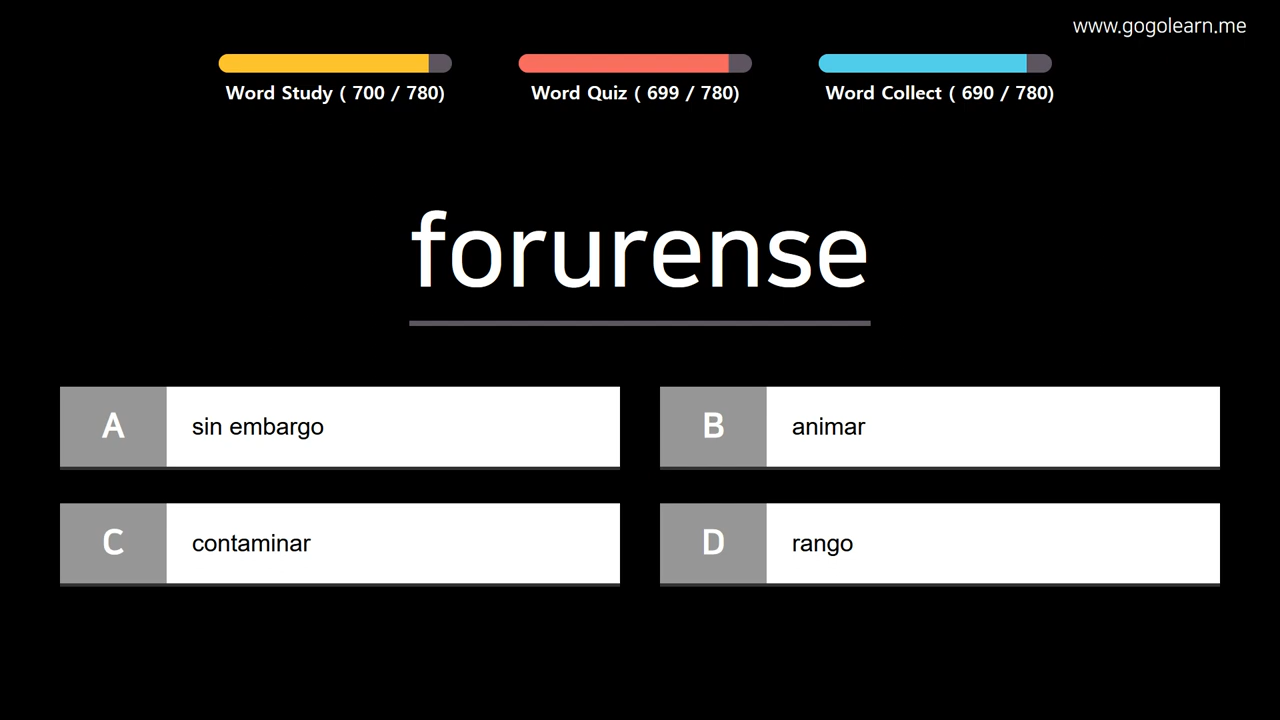 www.gogolearn.me
Word Study ( 700 / 780)
Word Quiz ( 699 / 780)
Word Collect ( 690 / 780)
forurense
A
sin embargo
B
animar
C
contaminar
D
rango